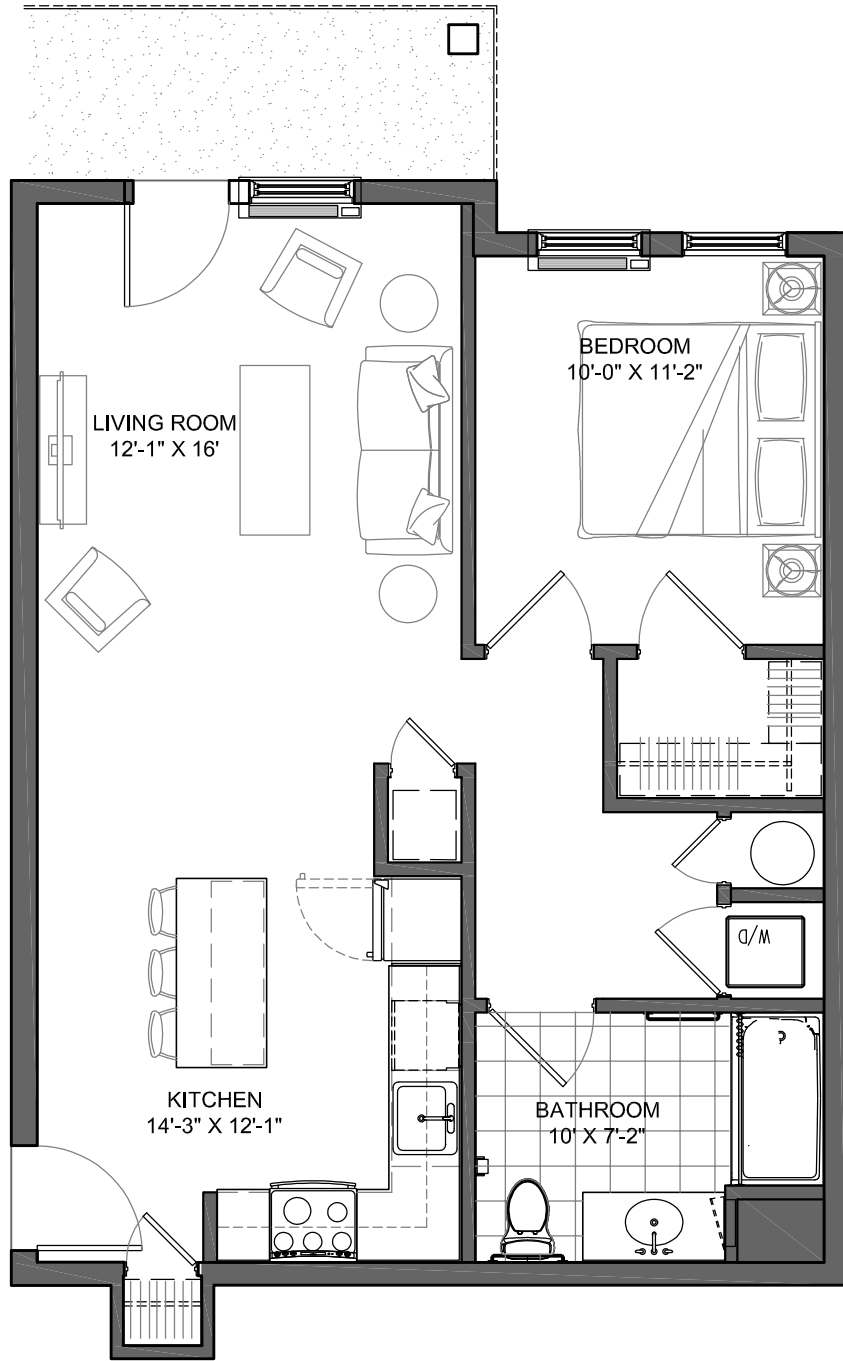 BEDROOM
10'-0" X 11'-2"
LIVING ROOM
12'-1" X 16'
W/D
KITCHEN
14'-3" X 12'-1"
BATHROOM
10' X 7'-2"